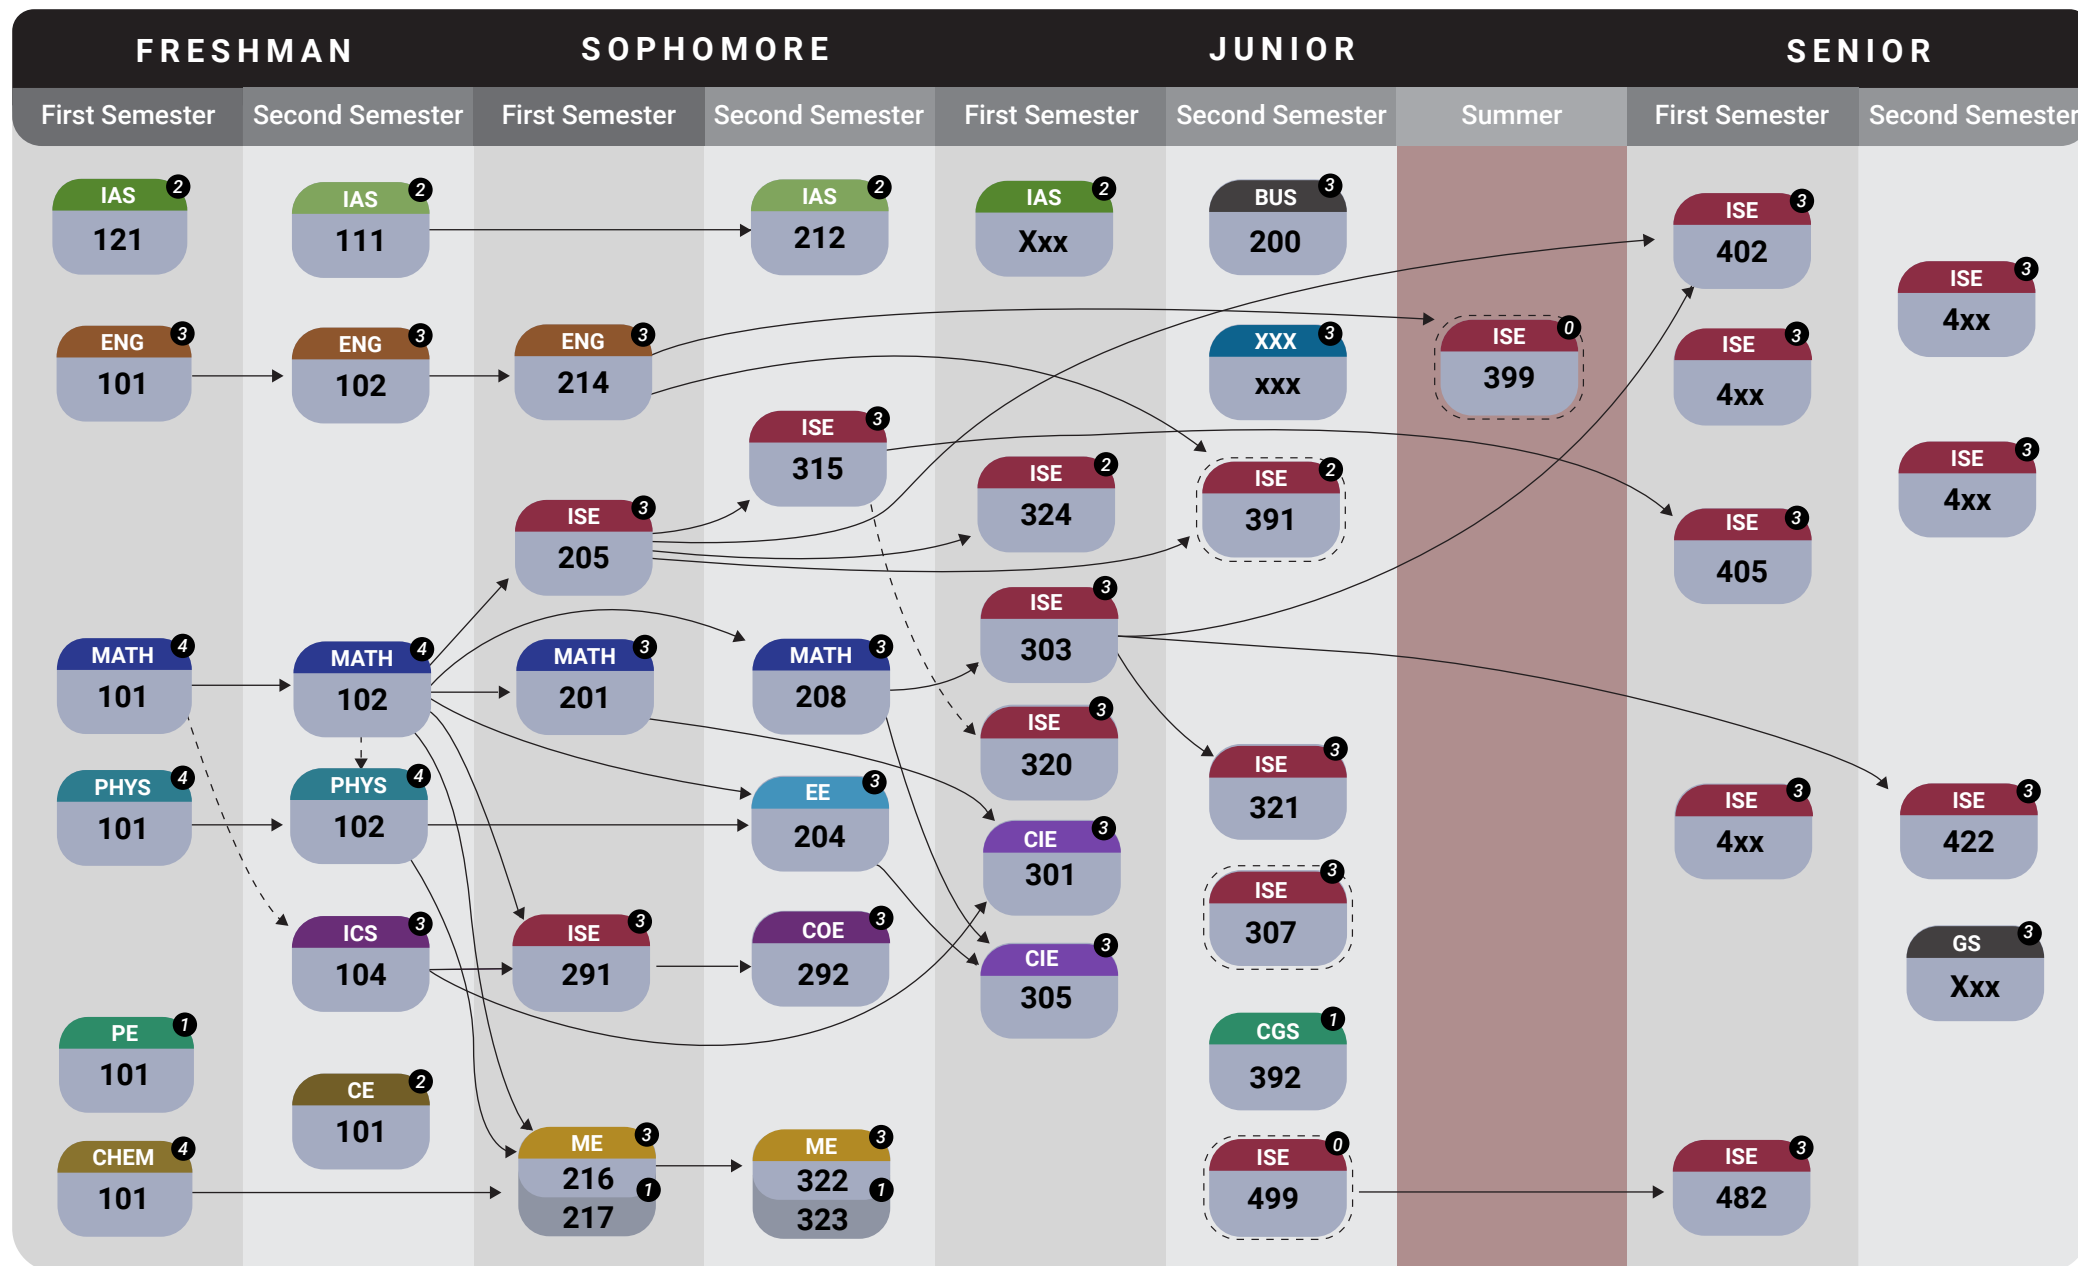 FRESHMAN SOPHOMORE JUNIOR SENIOR
First Semester Second Semester First Semester Second Semester First Semester Second Semester Summer First Semester Second Semester
IAS 2
121
ENG 3
101
MATH 4
101
PHYS 4
101
PE 1
101
CHEM 4
101
IAS 2
111
ENG 3
102
MATH 4
102
PHYS 4
102
ICS 3
104
CE 2
101
ENG 3
214
ISE 3
205
MATH 3
201
ISE 3
291
ME 3
216
1
217
IAS 2
212
ISE 3
315
MATH 3
208
EE 3
204
COE 3
292
ME 3
322
1
323
IAS 2
Xxx
ISE 2
324
ISE 3
303
ISE 3
320
CIE 3
301
CIE 3
305
BUS 3
200
XXX 3
xxx
ISE 2
391
ISE 3
321
ISE 3
307
CGS 1
392
ISE 0
499
ISE 0
399
ISE 3
402
ISE 3
4xx
ISE 3
405
ISE 3
4xx
ISE 3
482
ISE 3
4xx
ISE 3
4xx
ISE 3
422
GS 3
Xxx